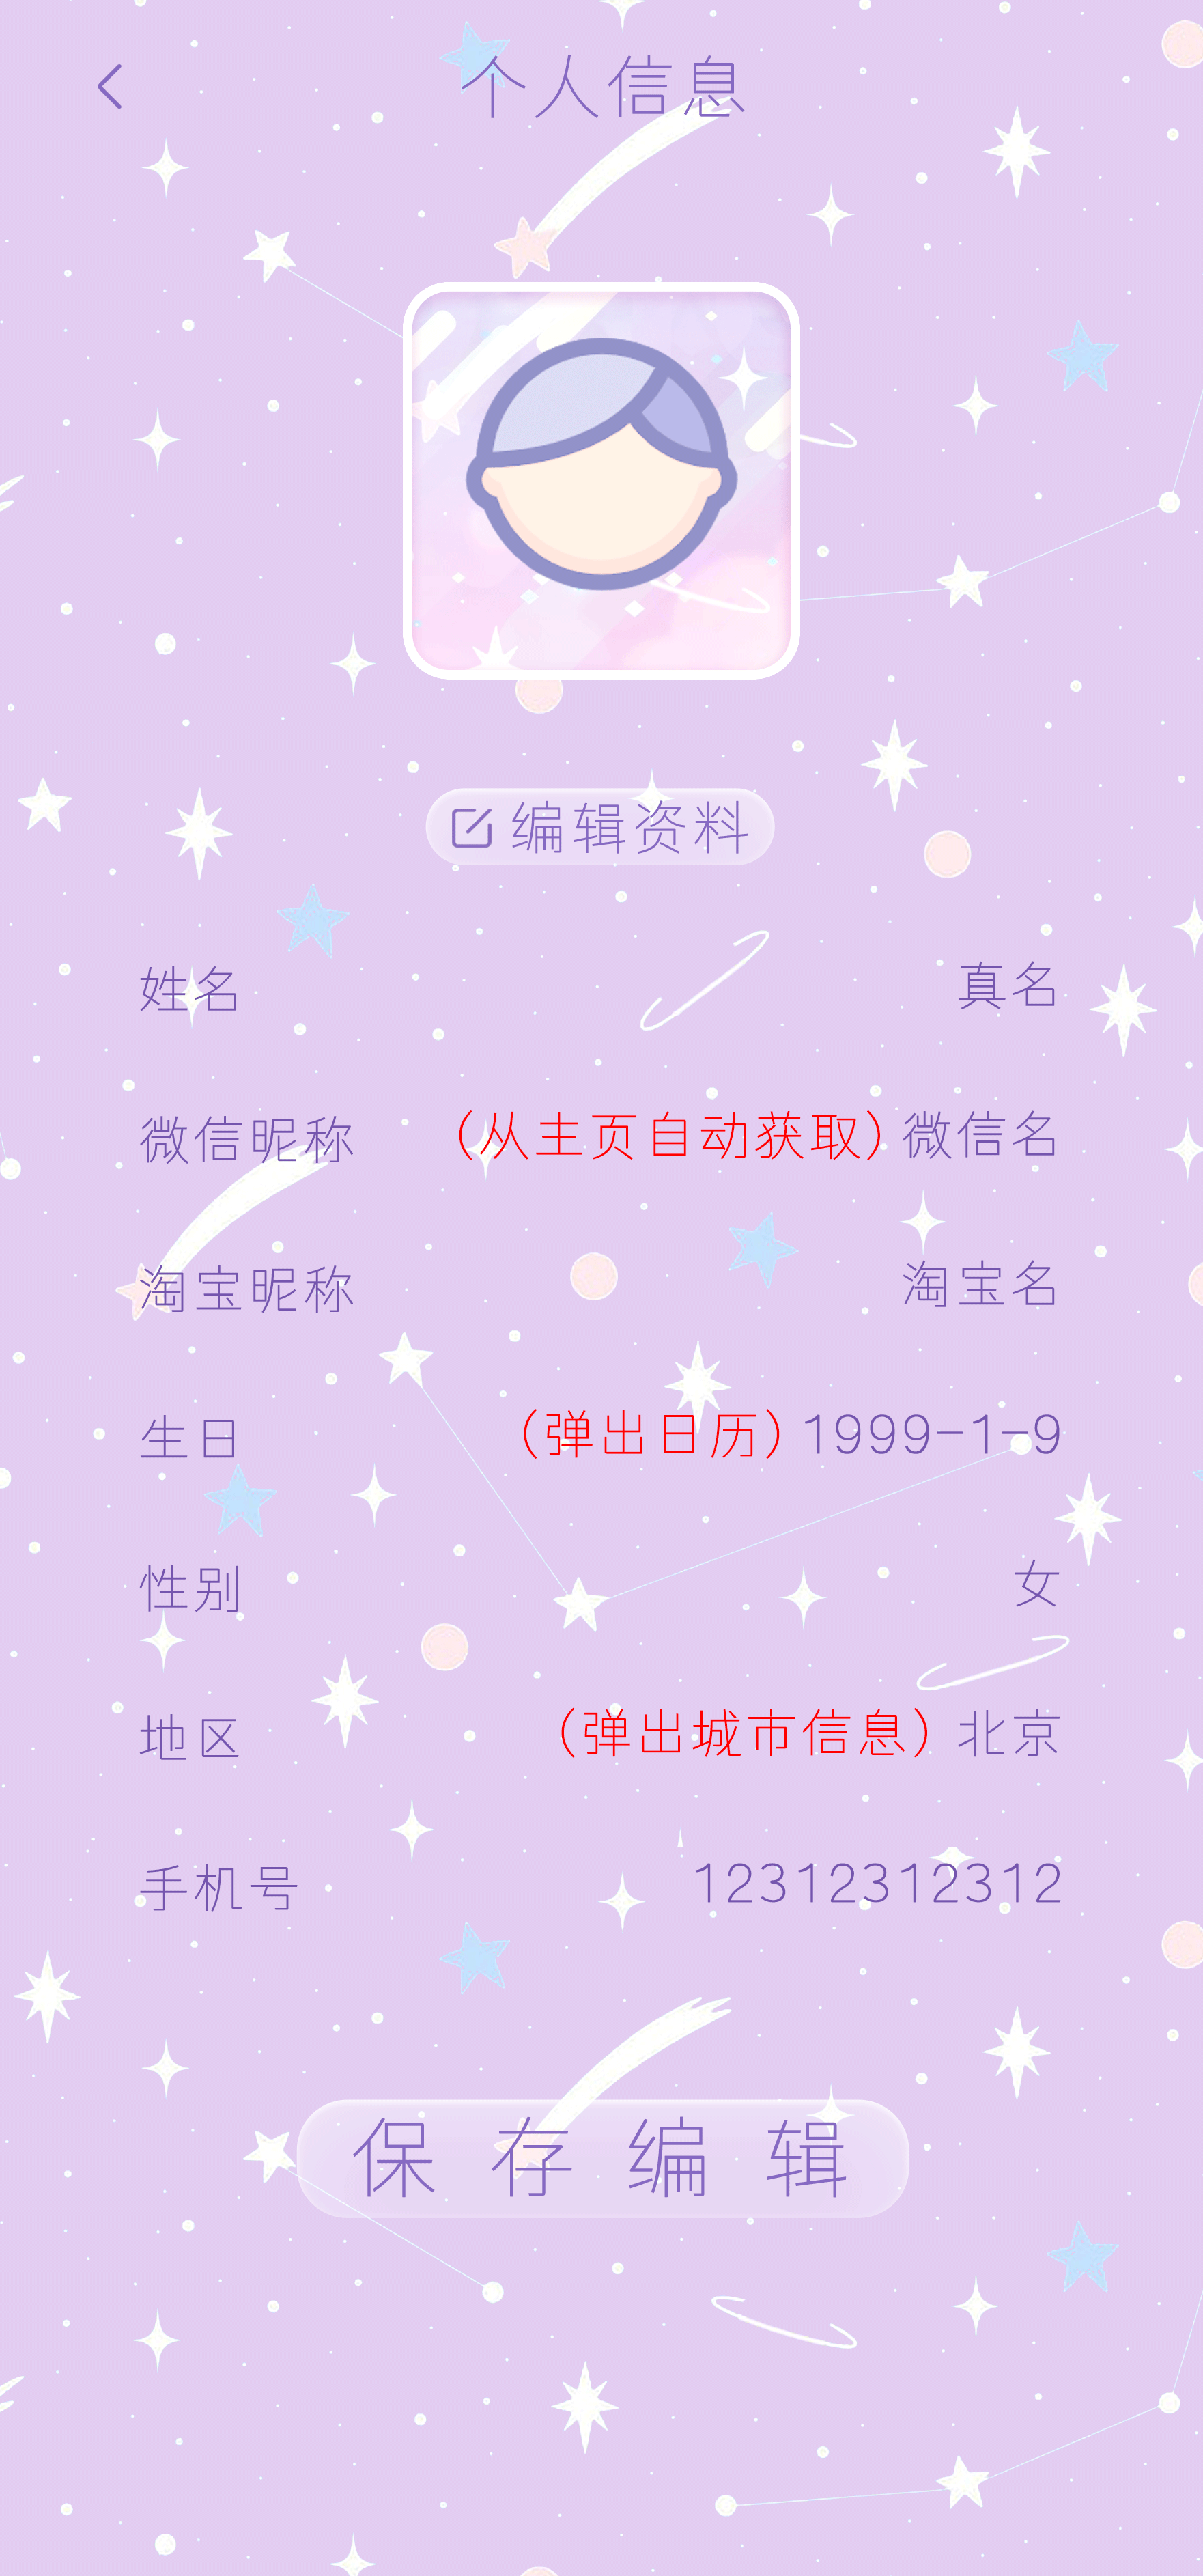 个人信息
编辑资料
姓名 真名
微信昵称 (从主页自动获取) 微信名
淘宝昵称 淘宝名
生日 (弹出日历) 1999-1-9
性别 女
地区 (弹出城市信息) 北京
手机号 12312312312
保存编辑